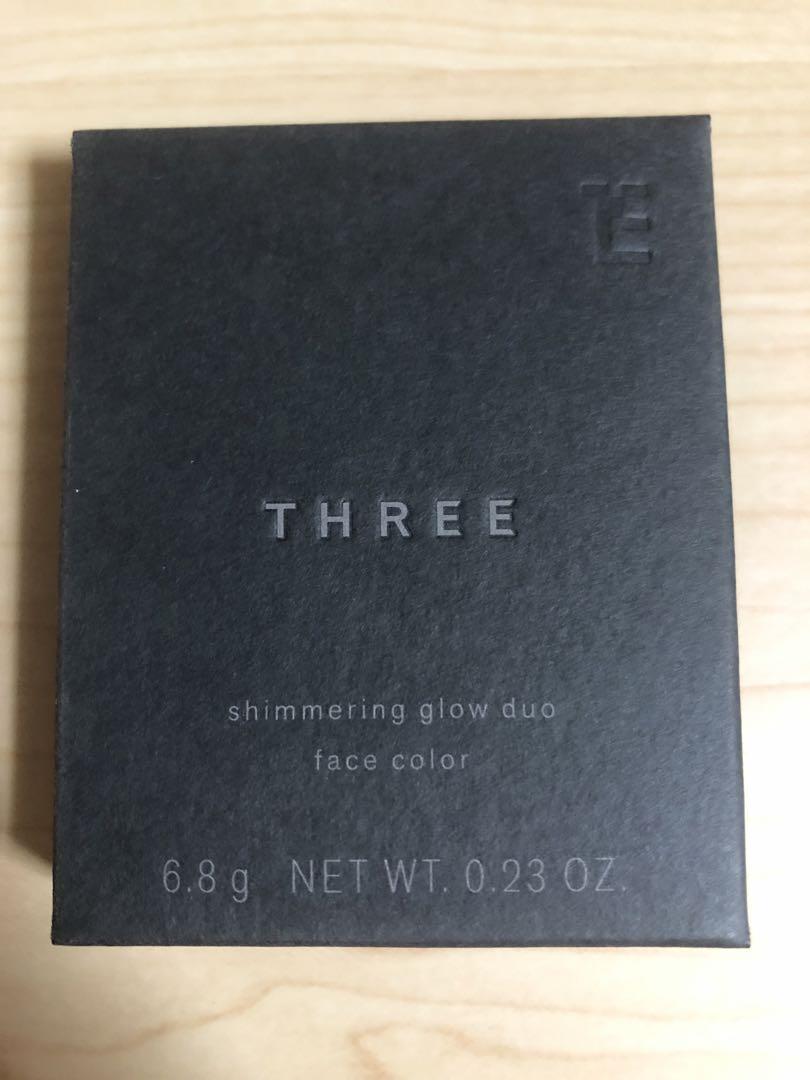 THREE
shimmering glow duo
face color
6.8 g NET WT. 0.23 OZ.